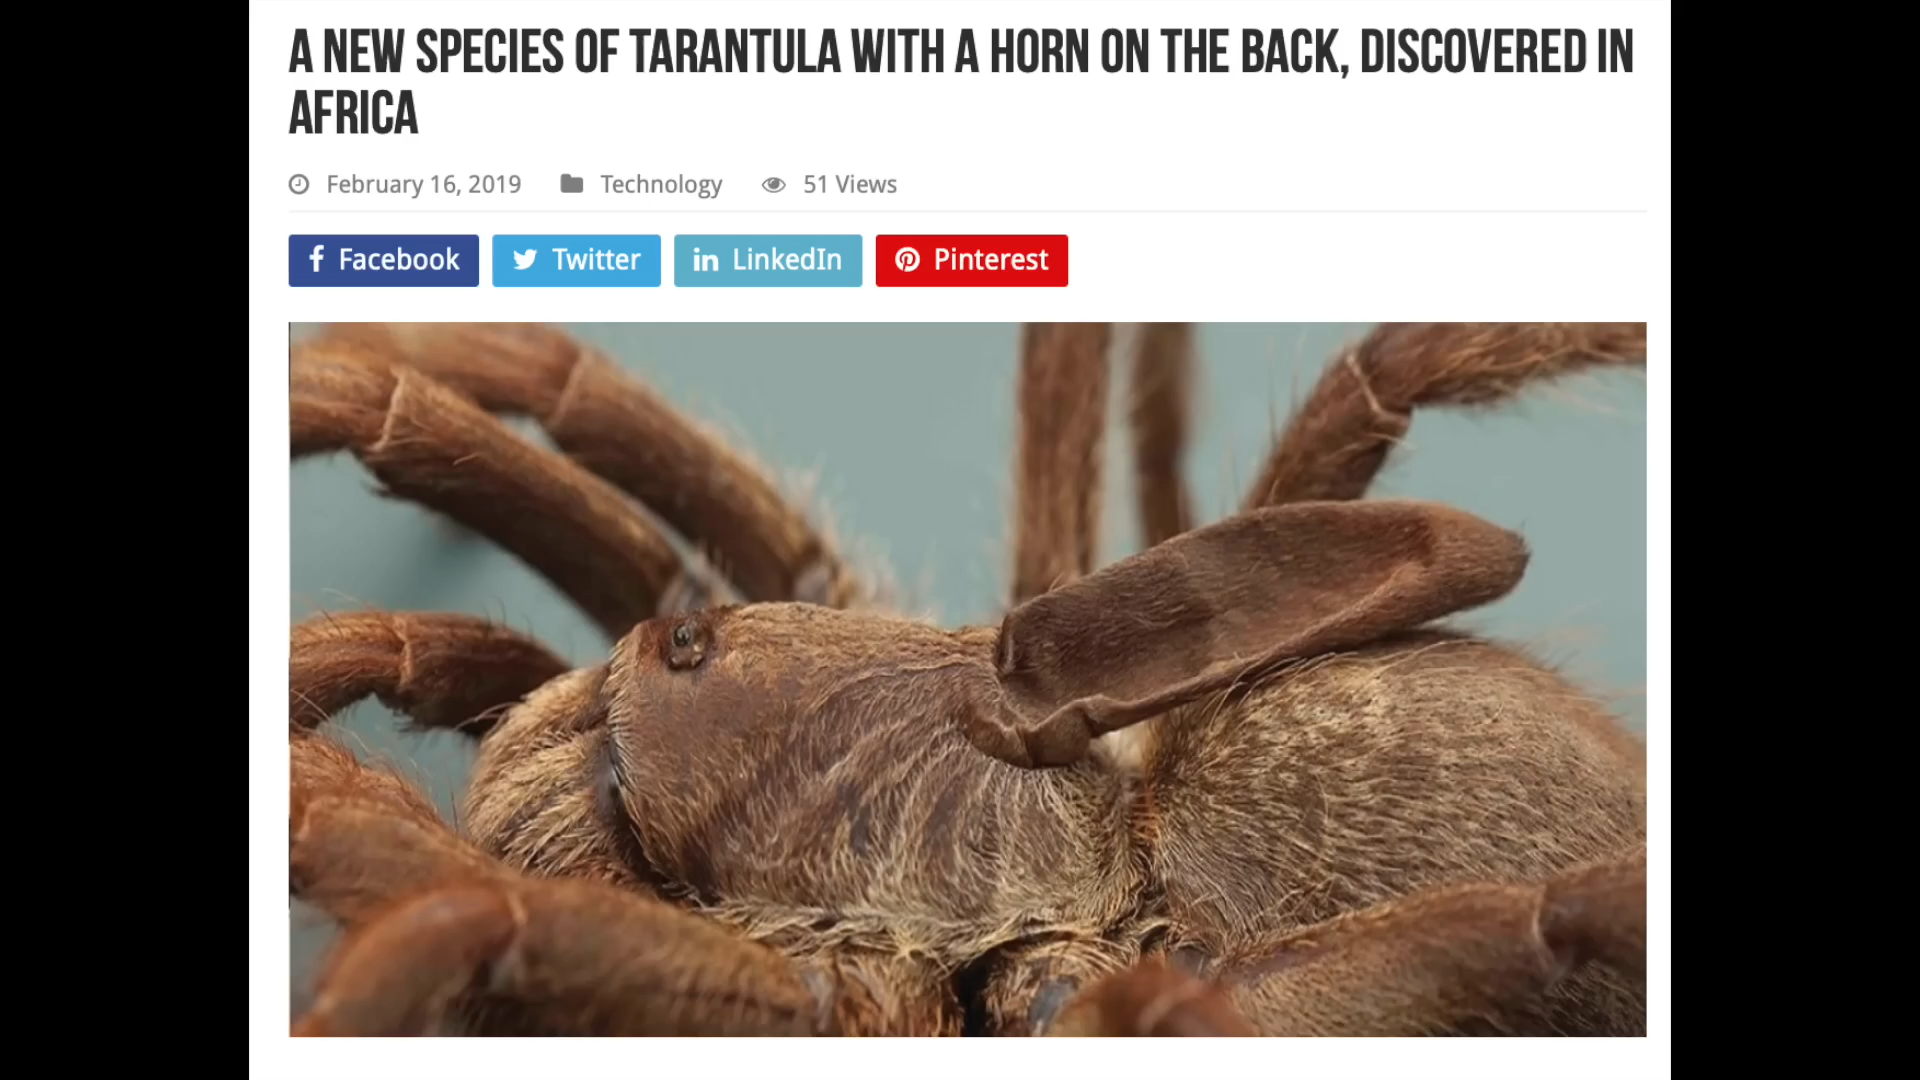 A NEW SPECIES OF TARANTULA WITH A HORN ON THE BACK, DISCOVERED IN
AFRICA
February 16, 2019 Technology 51 Views
Facebook Twitter LinkedIn Pinterest